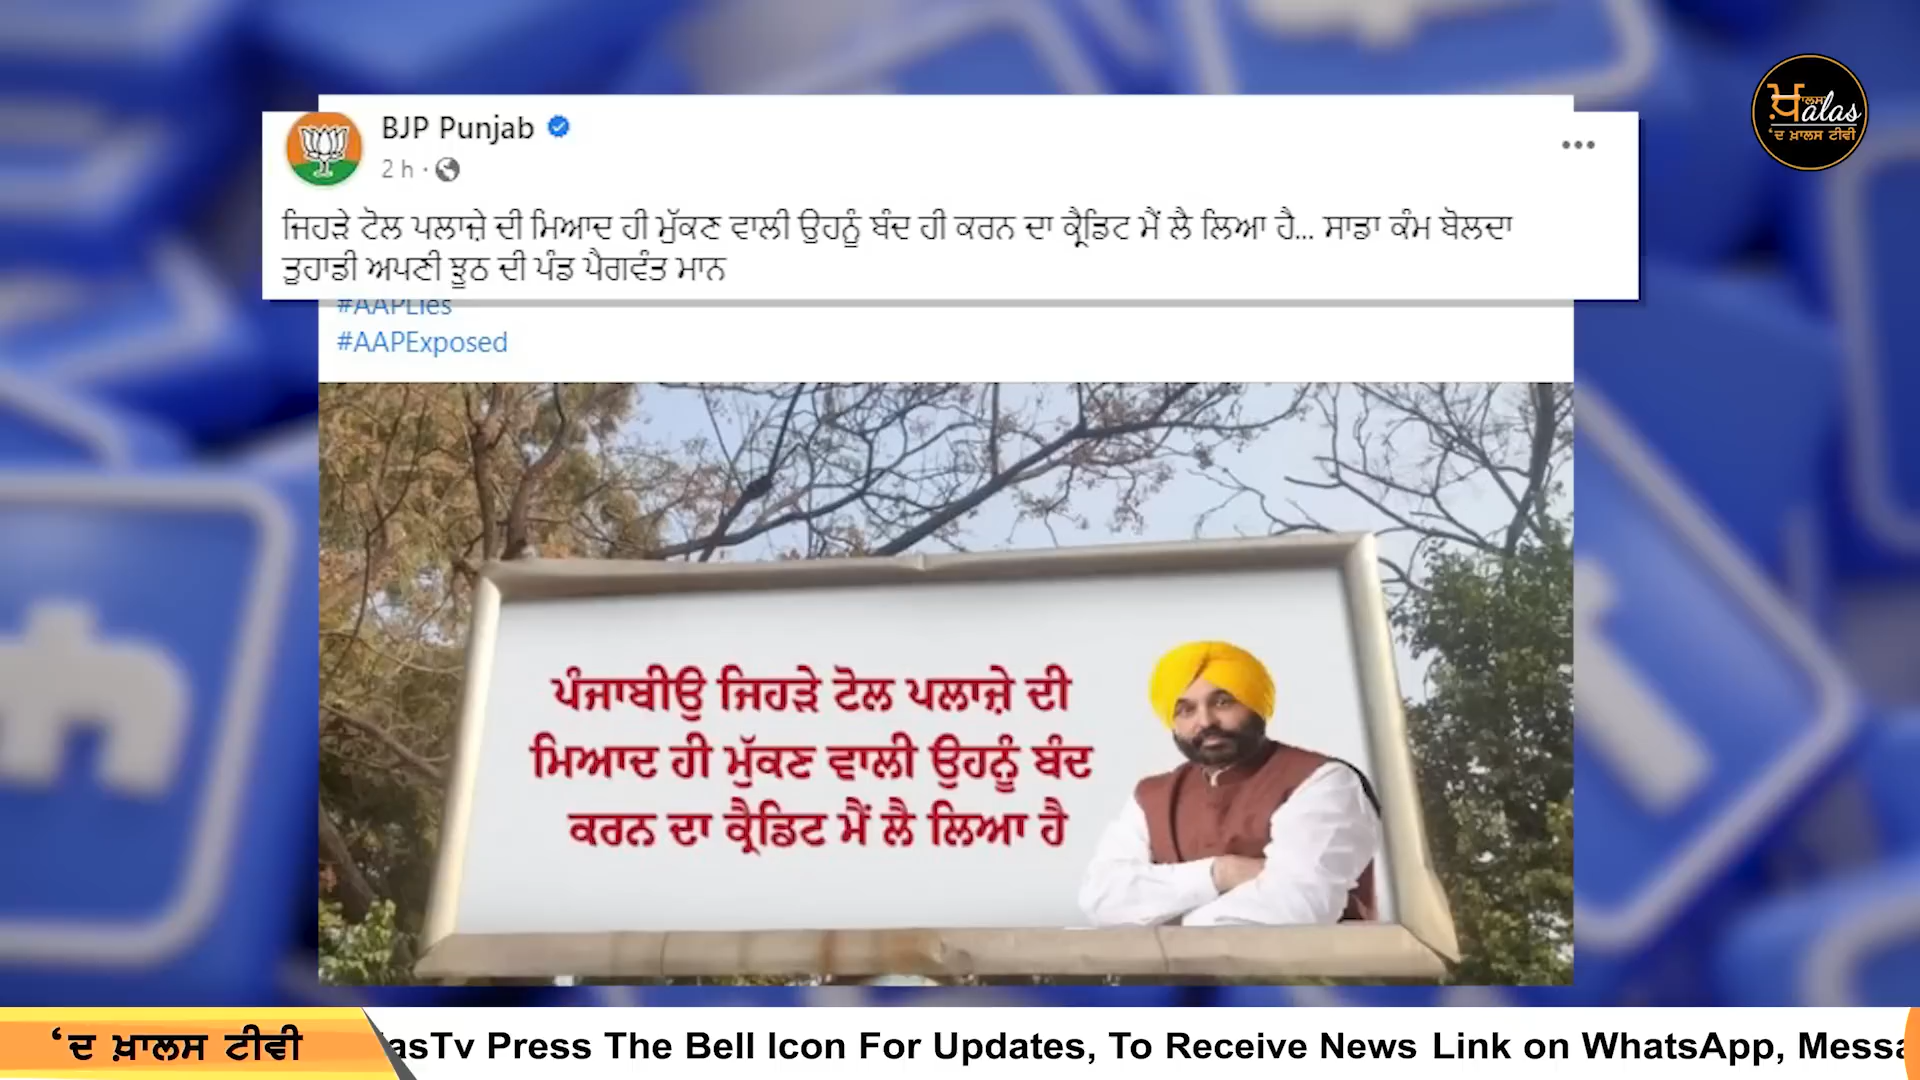 ਖ਼ਾਲਸ alas
‘ਦ ਖ਼ਾਲਸ ਟੀਵੀ
BJP Punjab
2 h
ਜਿਹੜੇ ਟੋਲ ਪਲਾਜ਼ੇ ਦੀ ਮਿਆਦ ਹੀ ਮੁੱਕਣ ਵਾਲੀ ਉਹਨੂੰ ਬੰਦ ਹੀ ਕਰਨ ਦਾ ਕ੍ਰੈਡਿਟ ਮੈਂ ਲੈ ਲਿਆ ਹੈ... ਸਾਡਾ ਕੰਮ ਬੋਲਦਾ
ਤੁਹਾਡੀ ਅਪਣੀ ਝੂਠ ਦੀ ਪੰਡ ਪੈਗਵੰਤ ਮਾਨ
#AAPLies
#AAPExposed
ਪੰਜਾਬੀਉ ਜਿਹੜੇ ਟੋਲ ਪਲਾਜ਼ੇ ਦੀ
ਮਿਆਦ ਹੀ ਮੁੱਕਣ ਵਾਲੀ ਉਹਨੂੰ ਬੰਦ
ਕਰਨ ਦਾ ਕ੍ਰੈਡਿਟ ਮੈਂ ਲੈ ਲਿਆ ਹੈ
‘ਦ ਖ਼ਾਲਸ ਟੀਵੀ
asTv Press The Bell Icon For Updates, To Receive News Link on WhatsApp, Messa